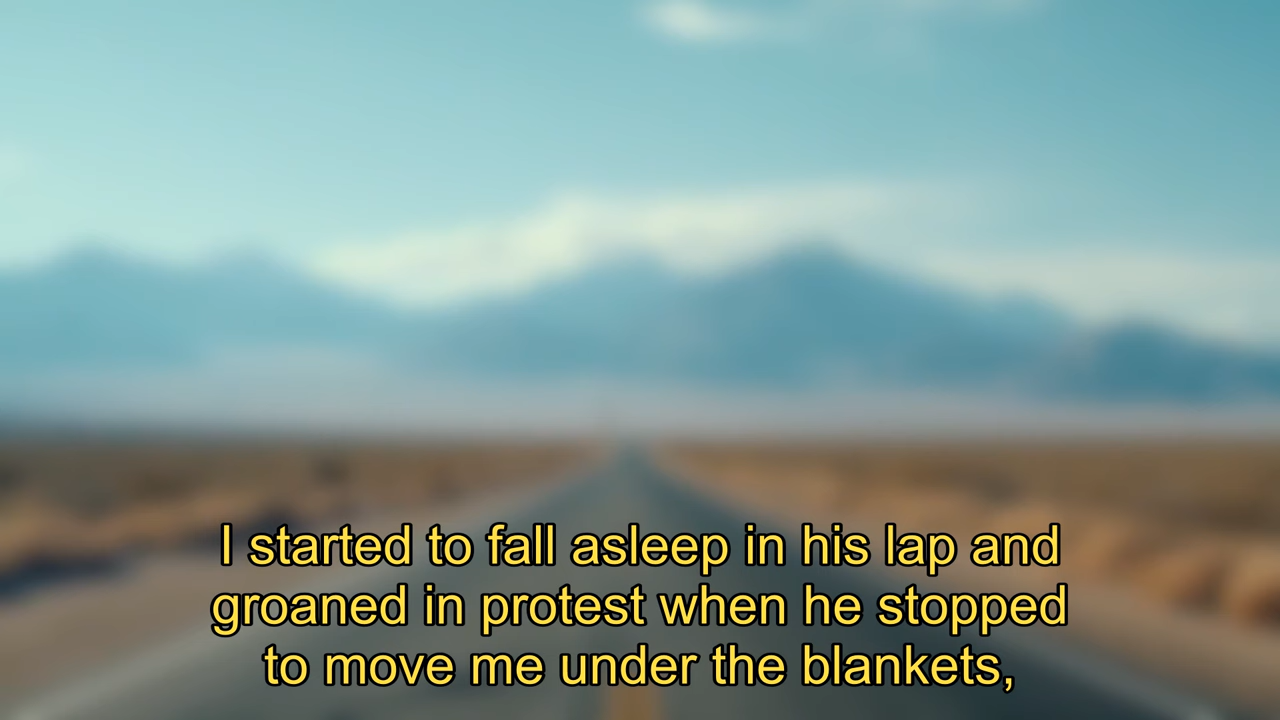 I started to fall asleep in his lap and
groaned in protest when he stopped
to move me under the blankets,